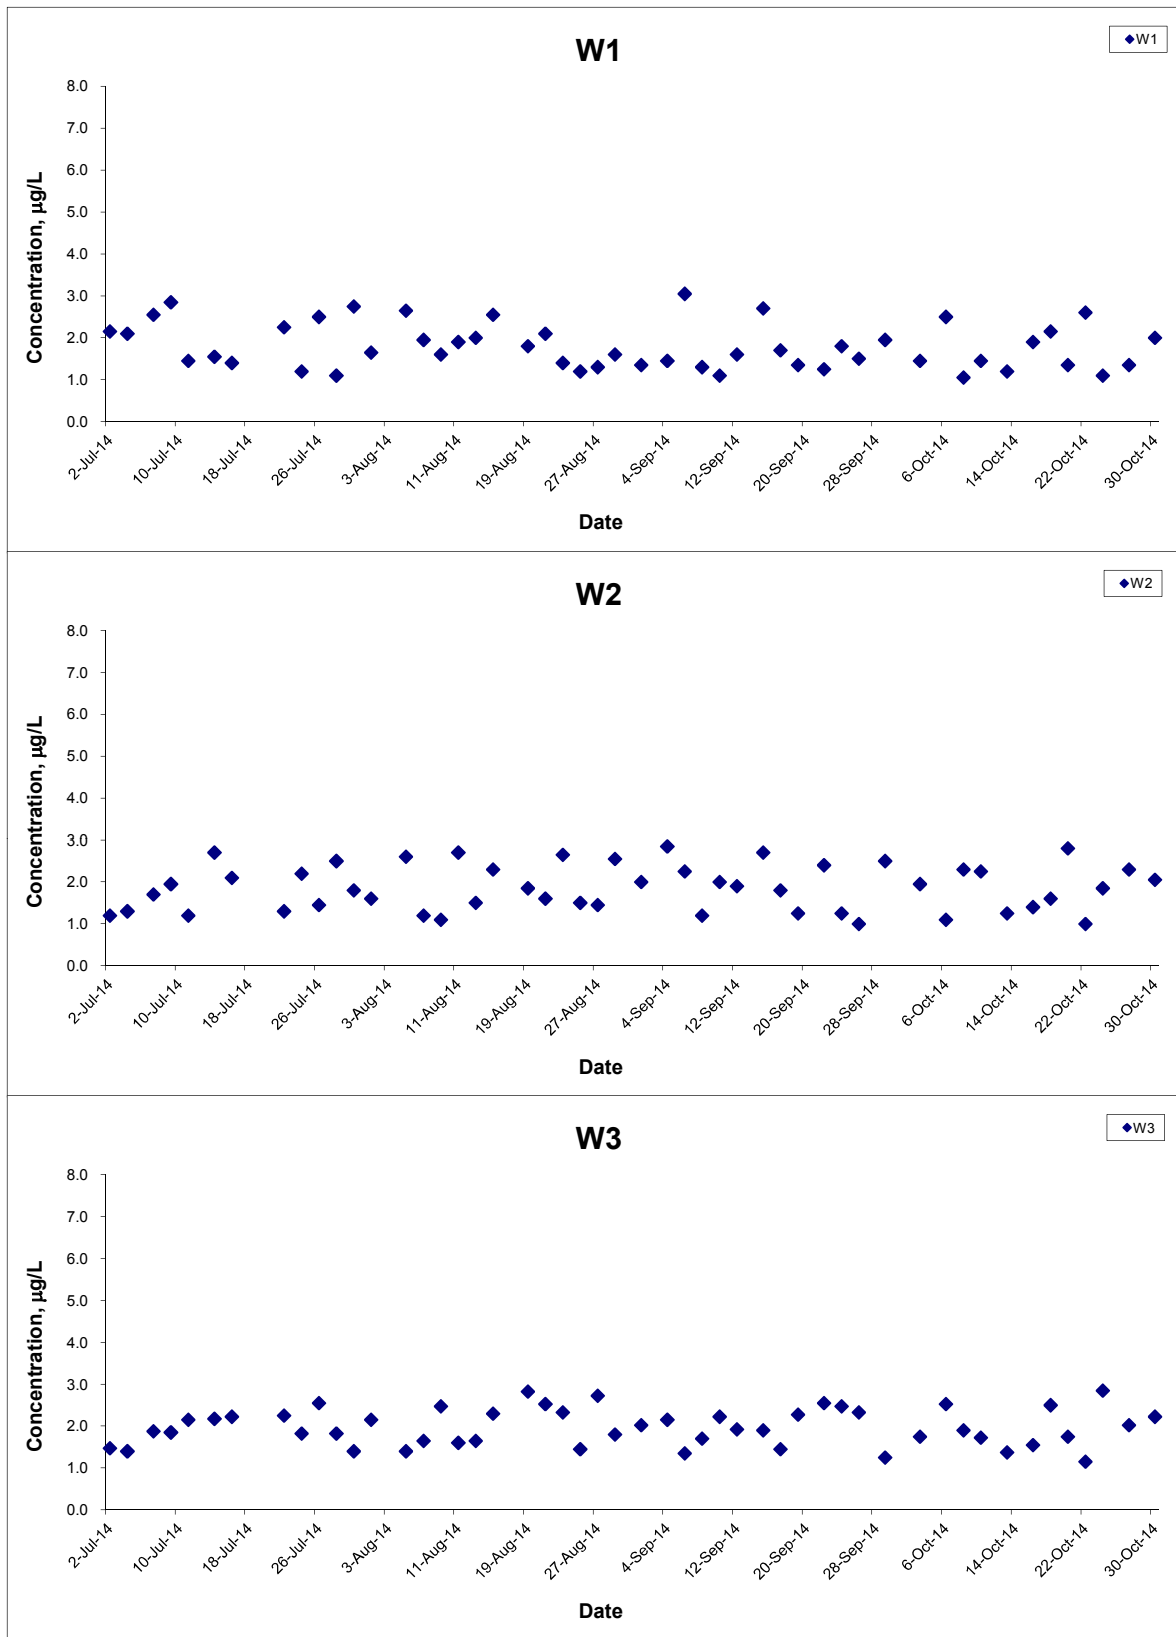 W1
W1
8.0
7.0
6.0
5.0
4.0
3.0
2.0
1.0
0.0
Concentration, µg/L
2-Jul-14
10-Jul-14
18-Jul-14
26-Jul-14
3-Aug-14
11-Aug-14
19-Aug-14
27-Aug-14
4-Sep-14
12-Sep-14
20-Sep-14
28-Sep-14
6-Oct-14
14-Oct-14
22-Oct-14
30-Oct-14
Date
W2
W2
8.0
7.0
6.0
5.0
4.0
3.0
2.0
1.0
0.0
Concentration, µg/L
2-Jul-14
10-Jul-14
18-Jul-14
26-Jul-14
3-Aug-14
11-Aug-14
19-Aug-14
27-Aug-14
4-Sep-14
12-Sep-14
20-Sep-14
28-Sep-14
6-Oct-14
14-Oct-14
22-Oct-14
30-Oct-14
Date
W3
W3
8.0
7.0
6.0
5.0
4.0
3.0
2.0
1.0
0.0
Concentration, µg/L
2-Jul-14
10-Jul-14
18-Jul-14
26-Jul-14
3-Aug-14
11-Aug-14
19-Aug-14
27-Aug-14
4-Sep-14
12-Sep-14
20-Sep-14
28-Sep-14
6-Oct-14
14-Oct-14
22-Oct-14
30-Oct-14
Date